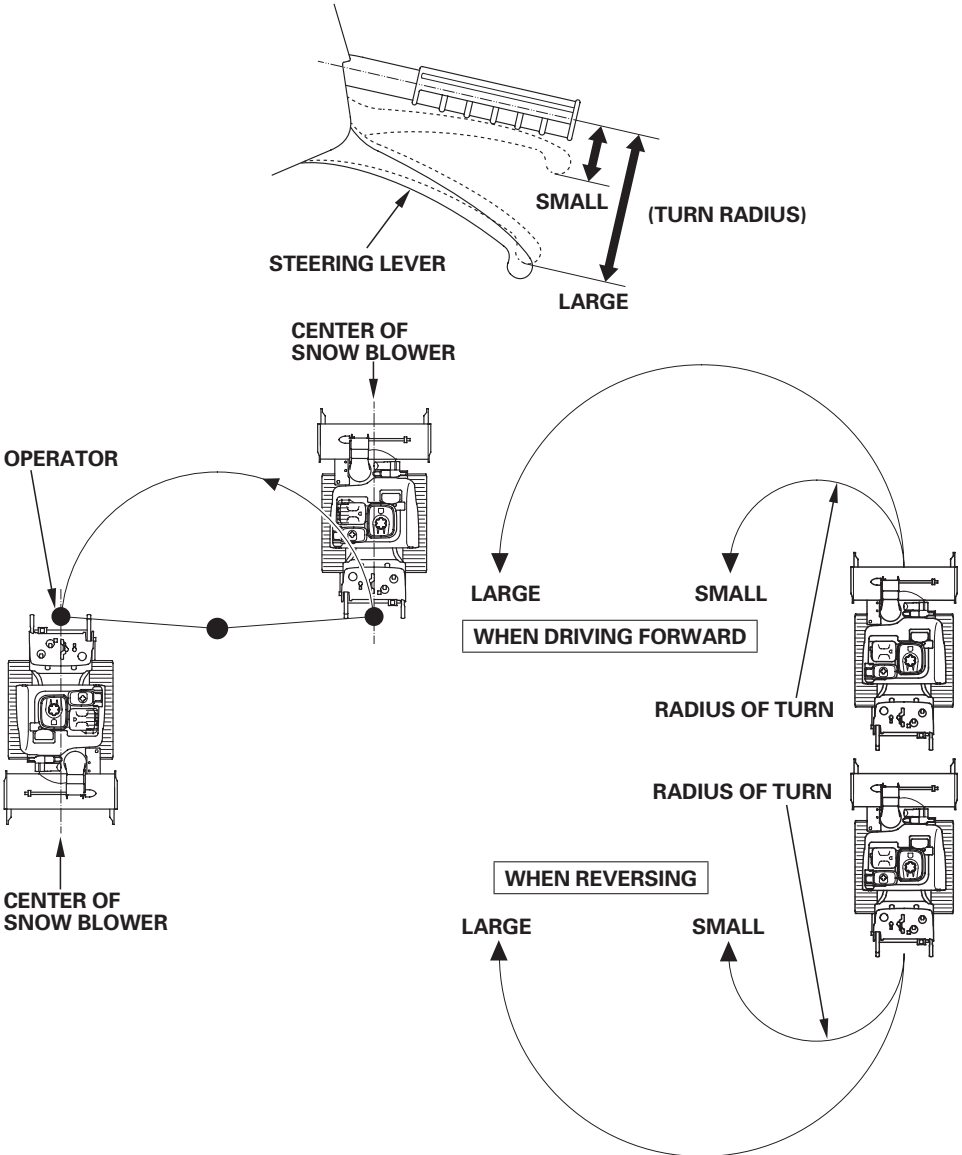 SMALL
(TURN RADIUS)
STEERING LEVER
LARGE
CENTER OF
SNOW BLOWER
OPERATOR
LARGE
SMALL
WHEN DRIVING FORWARD
RADIUS OF TURN
RADIUS OF TURN
WHEN REVERSING
CENTER OF
SNOW BLOWER
LARGE
SMALL